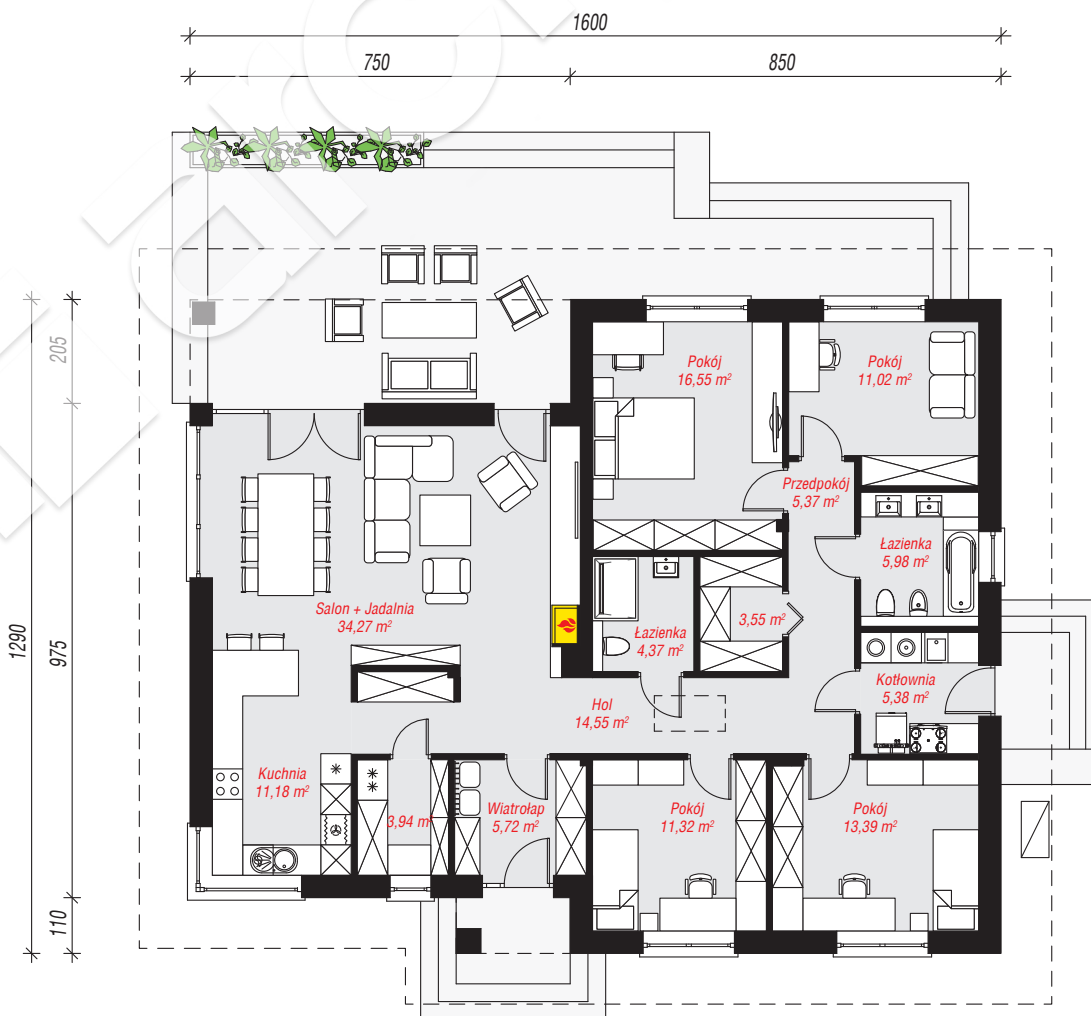 1600
750
850
205
1290
975
110
Pokój
16,55 m²
Pokój
11,02 m²
Przedpokój
5,37 m²
Łazienka
5,98 m²
Salon + Jadalnia
34,27 m²
Łazienka
4,37 m²
3,55 m²
Kotłownia
5,38 m²
Hol
14,55 m²
Kuchnia
11,18 m²
3,94 m²
Wiatrołap
5,72 m²
Pokój
11,32 m²
Pokój
13,39 m²